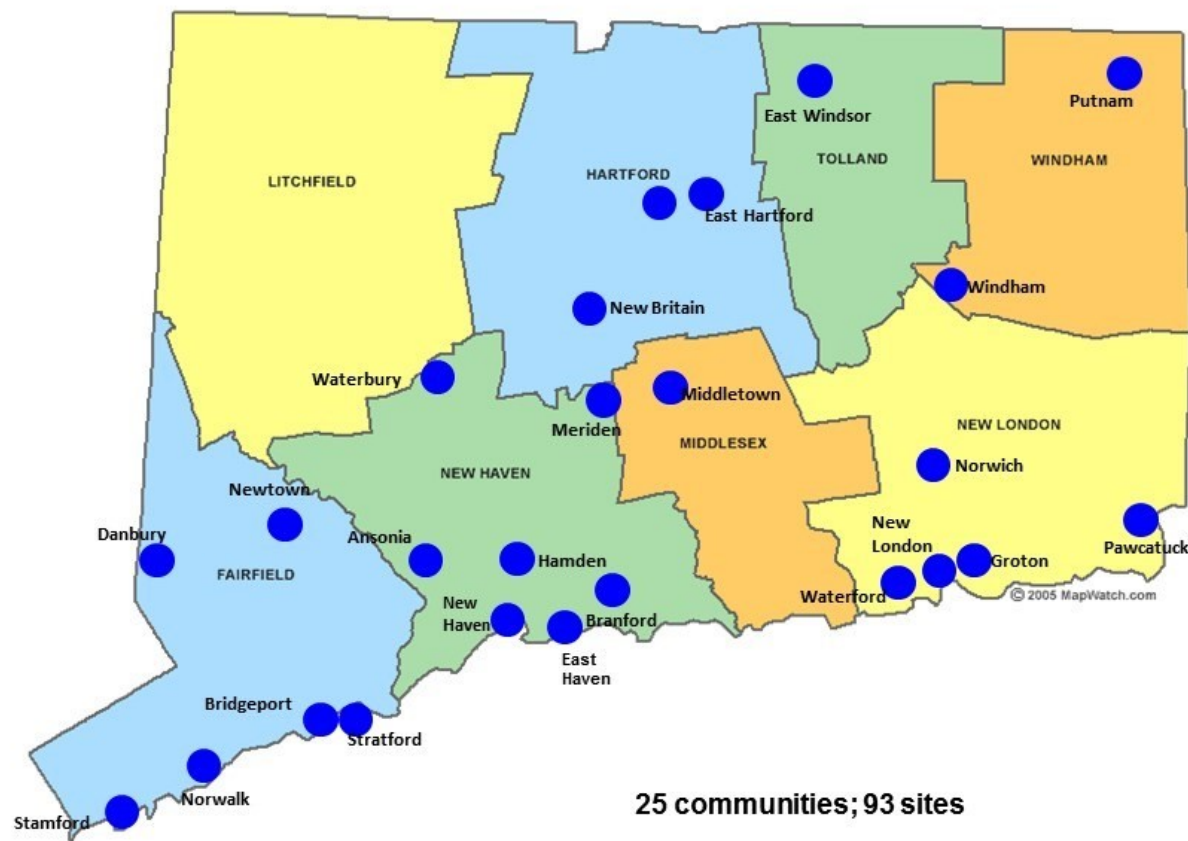 Putnam
East Windsor
TOLLAND
WINDHAM
HARTFORD
LITCHFIELD
East Hartford
Windham
New Britain
Waterbury
Middletown
Meriden
NEW LONDON
MIDDLESEX
Norwich
NEW HAVEN
Newtown
Danbury
Ansonia
New
London
Pawcatuck
Hamden
Groton
FAIRFIELD
Waterford
© 2005 MapWatch.com
New
Haven
Branford
East
Haven
Bridgeport
Stratford
Norwalk
Stamford
25 communities; 93 sites